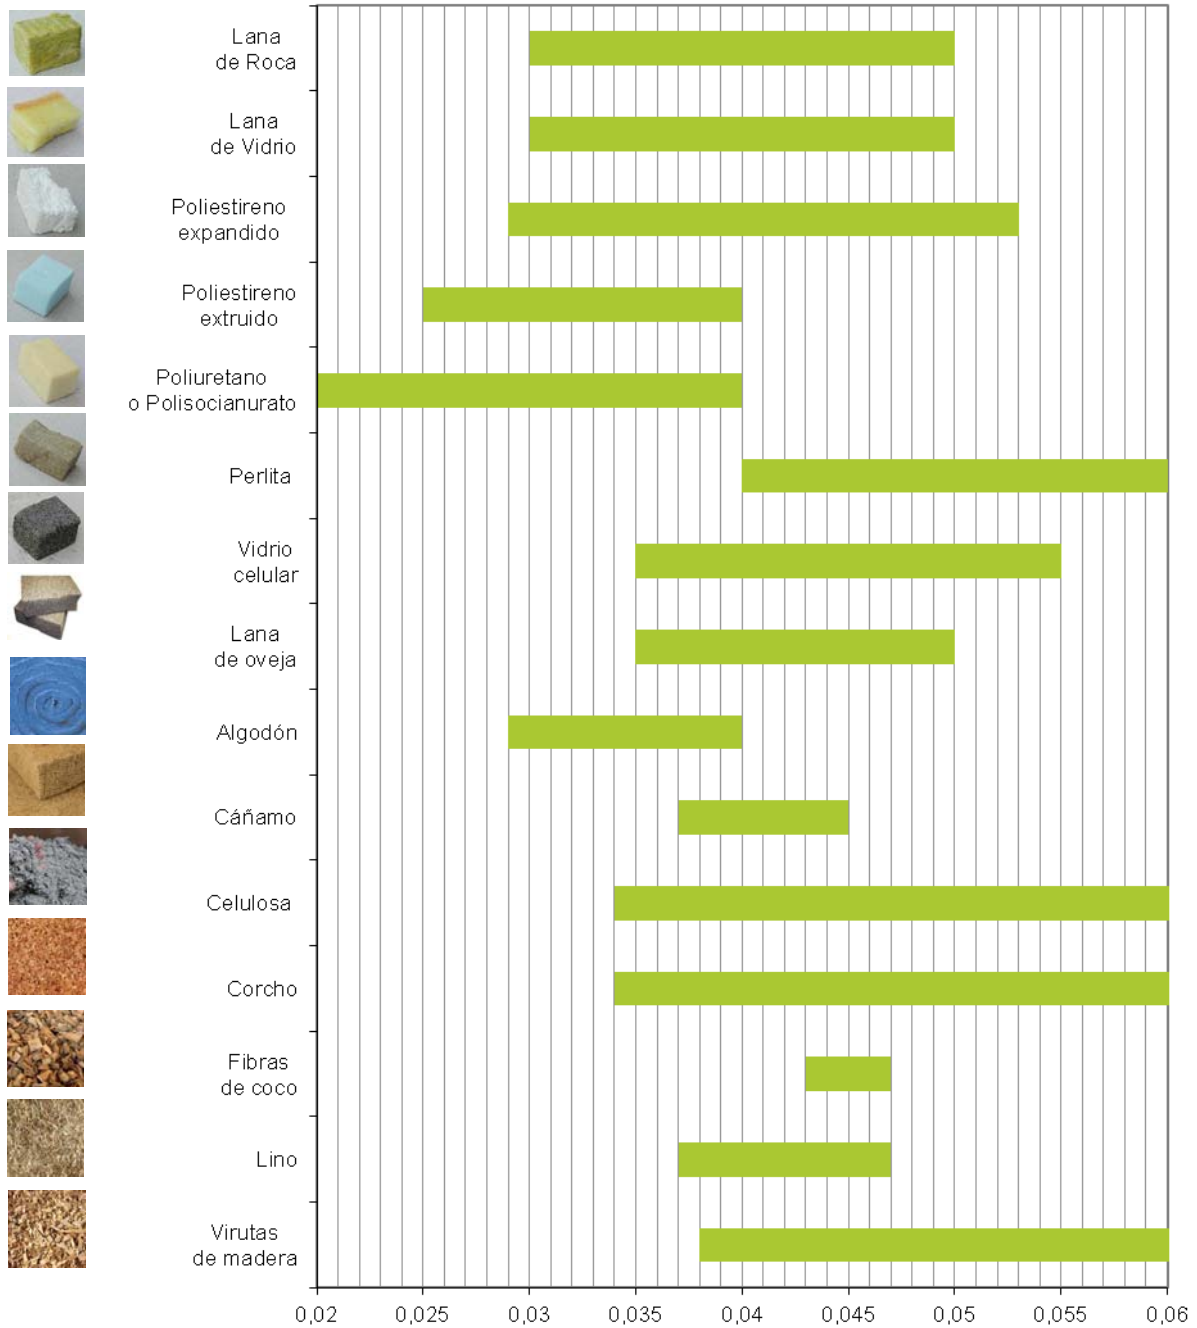 Lana
de Roca
Lana
de Vidrio
Poliestireno
expandido
Poliestireno
extruido
Poliuretano
o Polisocianurato
Perlita
Vidrio
celular
Lana
de oveja
Algodón
Cáñamo
Celulosa
Corcho
Fibras
de coco
Lino
Virutas
de madera
0,02 0,025 0,03 0,035 0,04 0,045 0,05 0,055 0,06